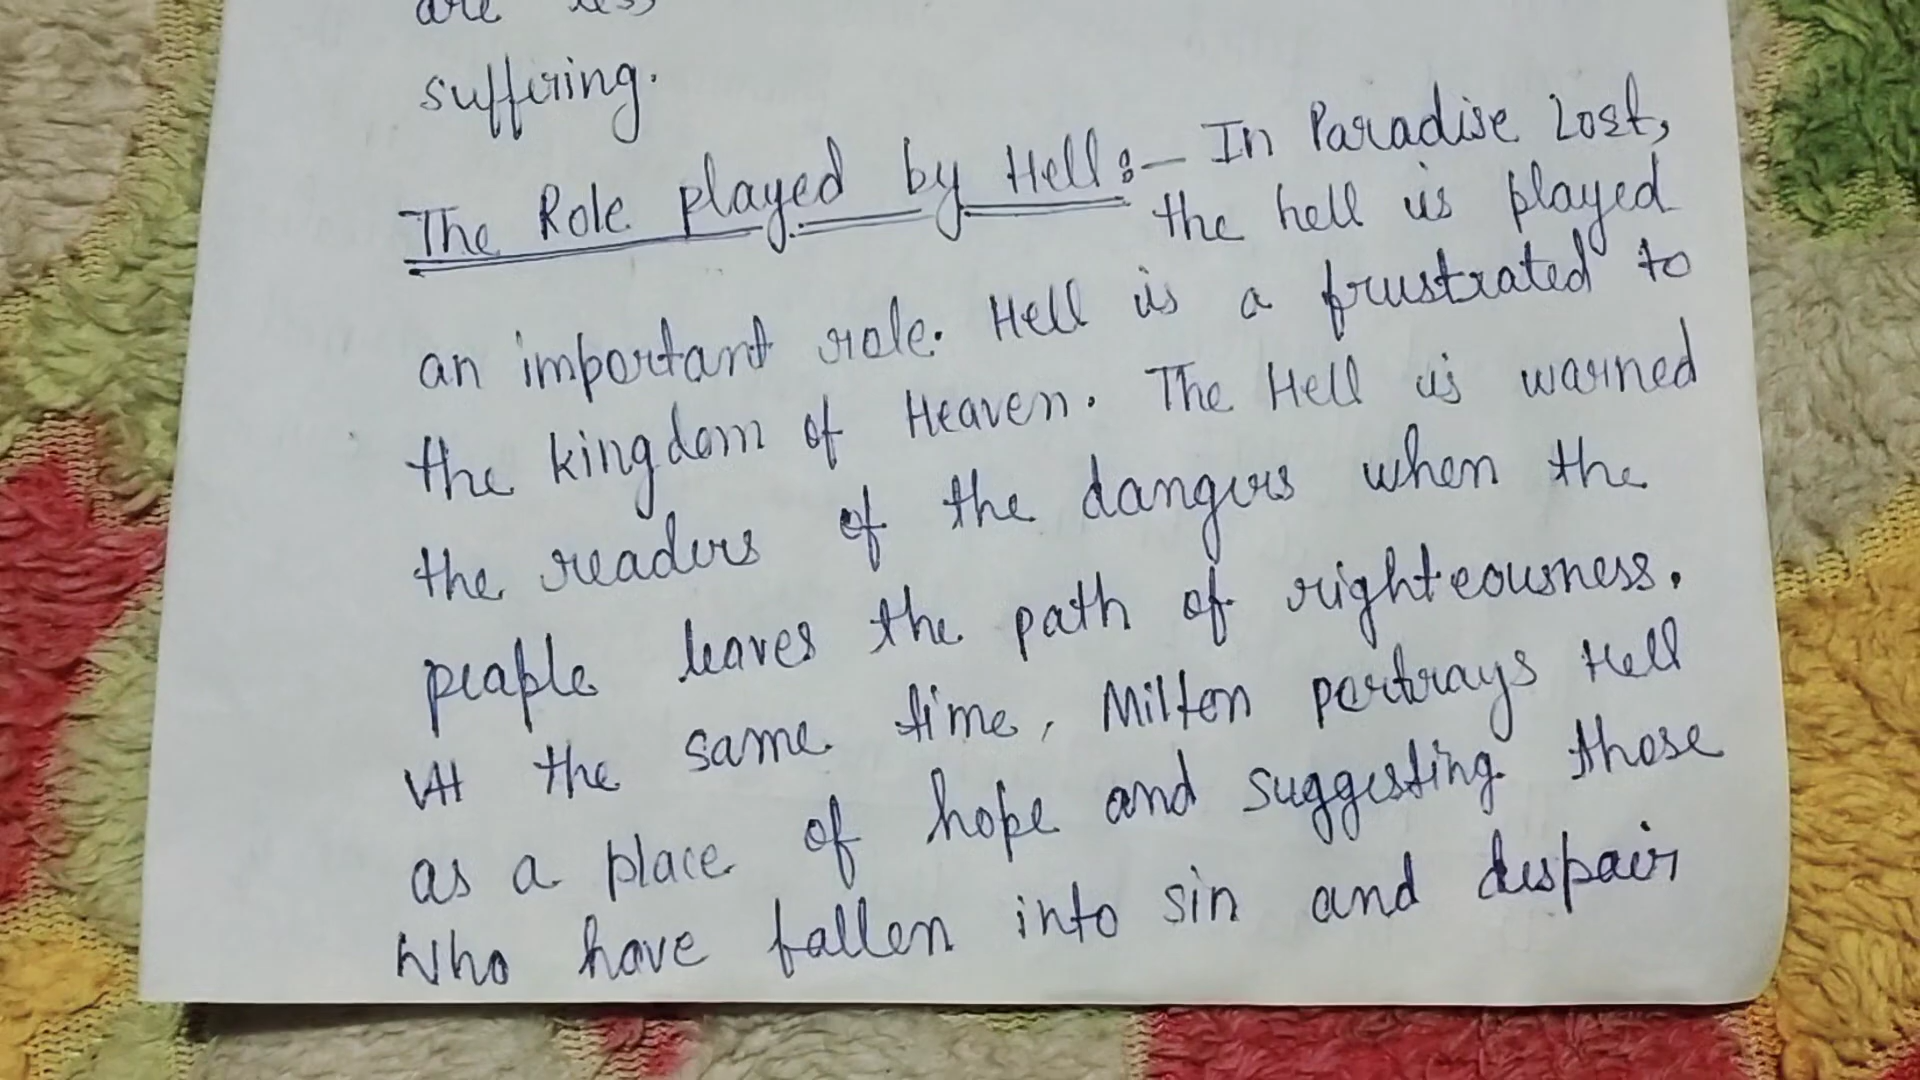 are less
suffering.
The Role played by Hell:- In Paradise Lost,
the hell is played
an important role. Hell is a frustrated to
the kingdom of Heaven. The Hell is warned
the readers of the dangers when the
people leaves the path of righteousness.
At the same time, Milton portrays Hell
as a place of hope and suggesting those
who have fallen into sin and despair